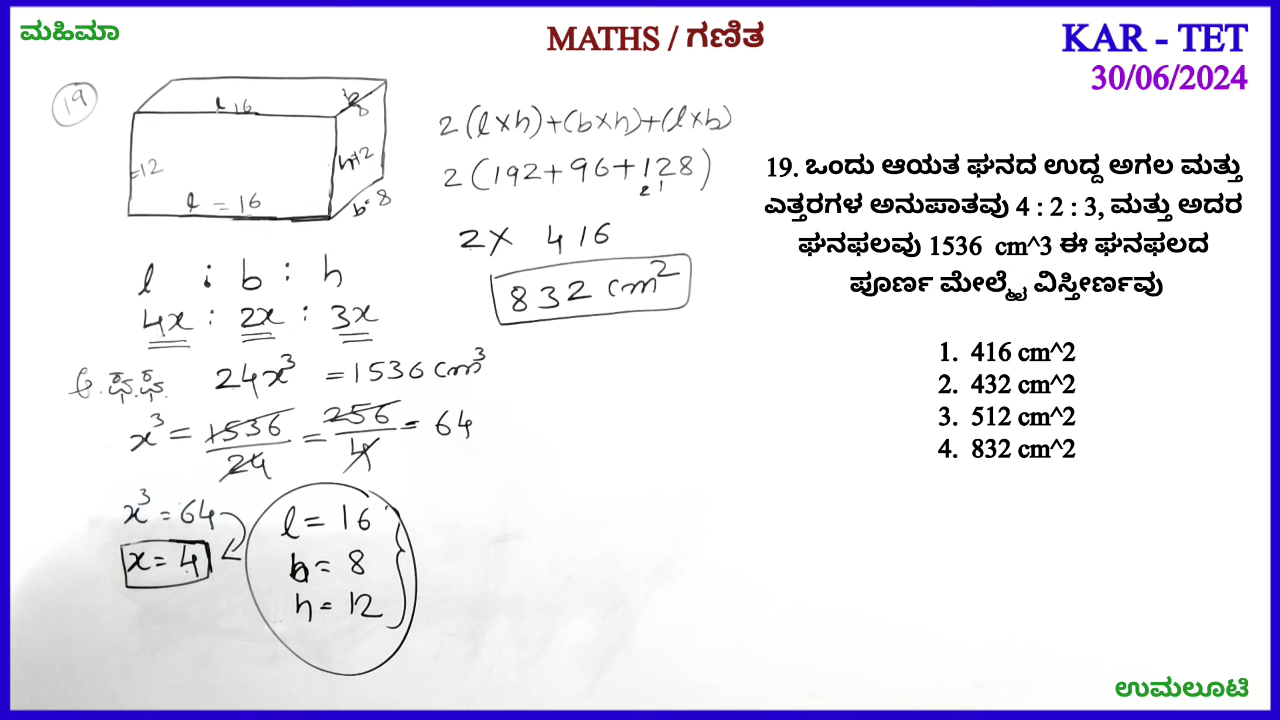 ಮಹಿಮಾ
MATHS / ಗಣಿತ
KAR - TET
30/06/2024
19
l 16
b 8
=12
h=12
l = 16
b=8
l : b : h
4x : 2x : 3x
ಆ.ಘ.ಘ. 24x³ = 1536 cm³
x³ = 1536/24 = 256/4 = 64
x³ = 64
x = 4
l = 16
b = 8
h = 12
2(l×h)+(b×h)+(l×b)
2(192+96+128)
21
2× 416
832 cm²
19. ಒಂದು ಆಯತ ಘನದ ಉದ್ದ ಅಗಲ ಮತ್ತು
ಎತ್ತರಗಳ ಅನುಪಾತವು 4 : 2 : 3, ಮತ್ತು ಅದರ
ಘನಫಲವು 1536 cm^3 ಈ ಘನಫಲದ
ಪೂರ್ಣ ಮೇಲ್ಮೈ ವಿಸ್ತೀರ್ಣವು
1. 416 cm^2
2. 432 cm^2
3. 512 cm^2
4. 832 cm^2
ಉಮಲೂಟಿ